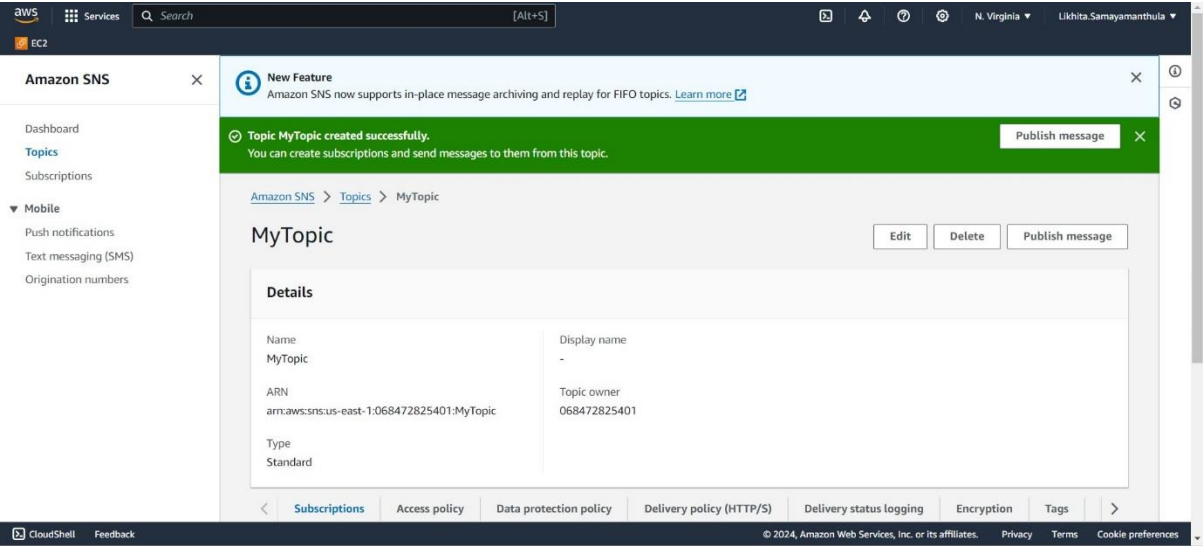 aws Services Search [Alt+S] N. Virginia Likhita.Samayamanthula
EC2
Amazon SNS
Dashboard
Topics
Subscriptions
Mobile
Push notifications
Text messaging (SMS)
Origination numbers
New Feature
Amazon SNS now supports in-place message archiving and replay for FIFO topics. Learn more
Topic MyTopic created successfully.
You can create subscriptions and send messages to them from this topic.
Publish message
Amazon SNS > Topics > MyTopic
MyTopic
Edit Delete Publish message
Details
Name
MyTopic
ARN
arn:aws:sns:us-east-1:068472825401:MyTopic
Type
Standard
Display name
-
Topic owner
068472825401
Subscriptions Access policy Data protection policy Delivery policy (HTTP/S) Delivery status logging Encryption Tags
CloudShell Feedback © 2024, Amazon Web Services, Inc. or its affiliates. Privacy Terms Cookie preferences